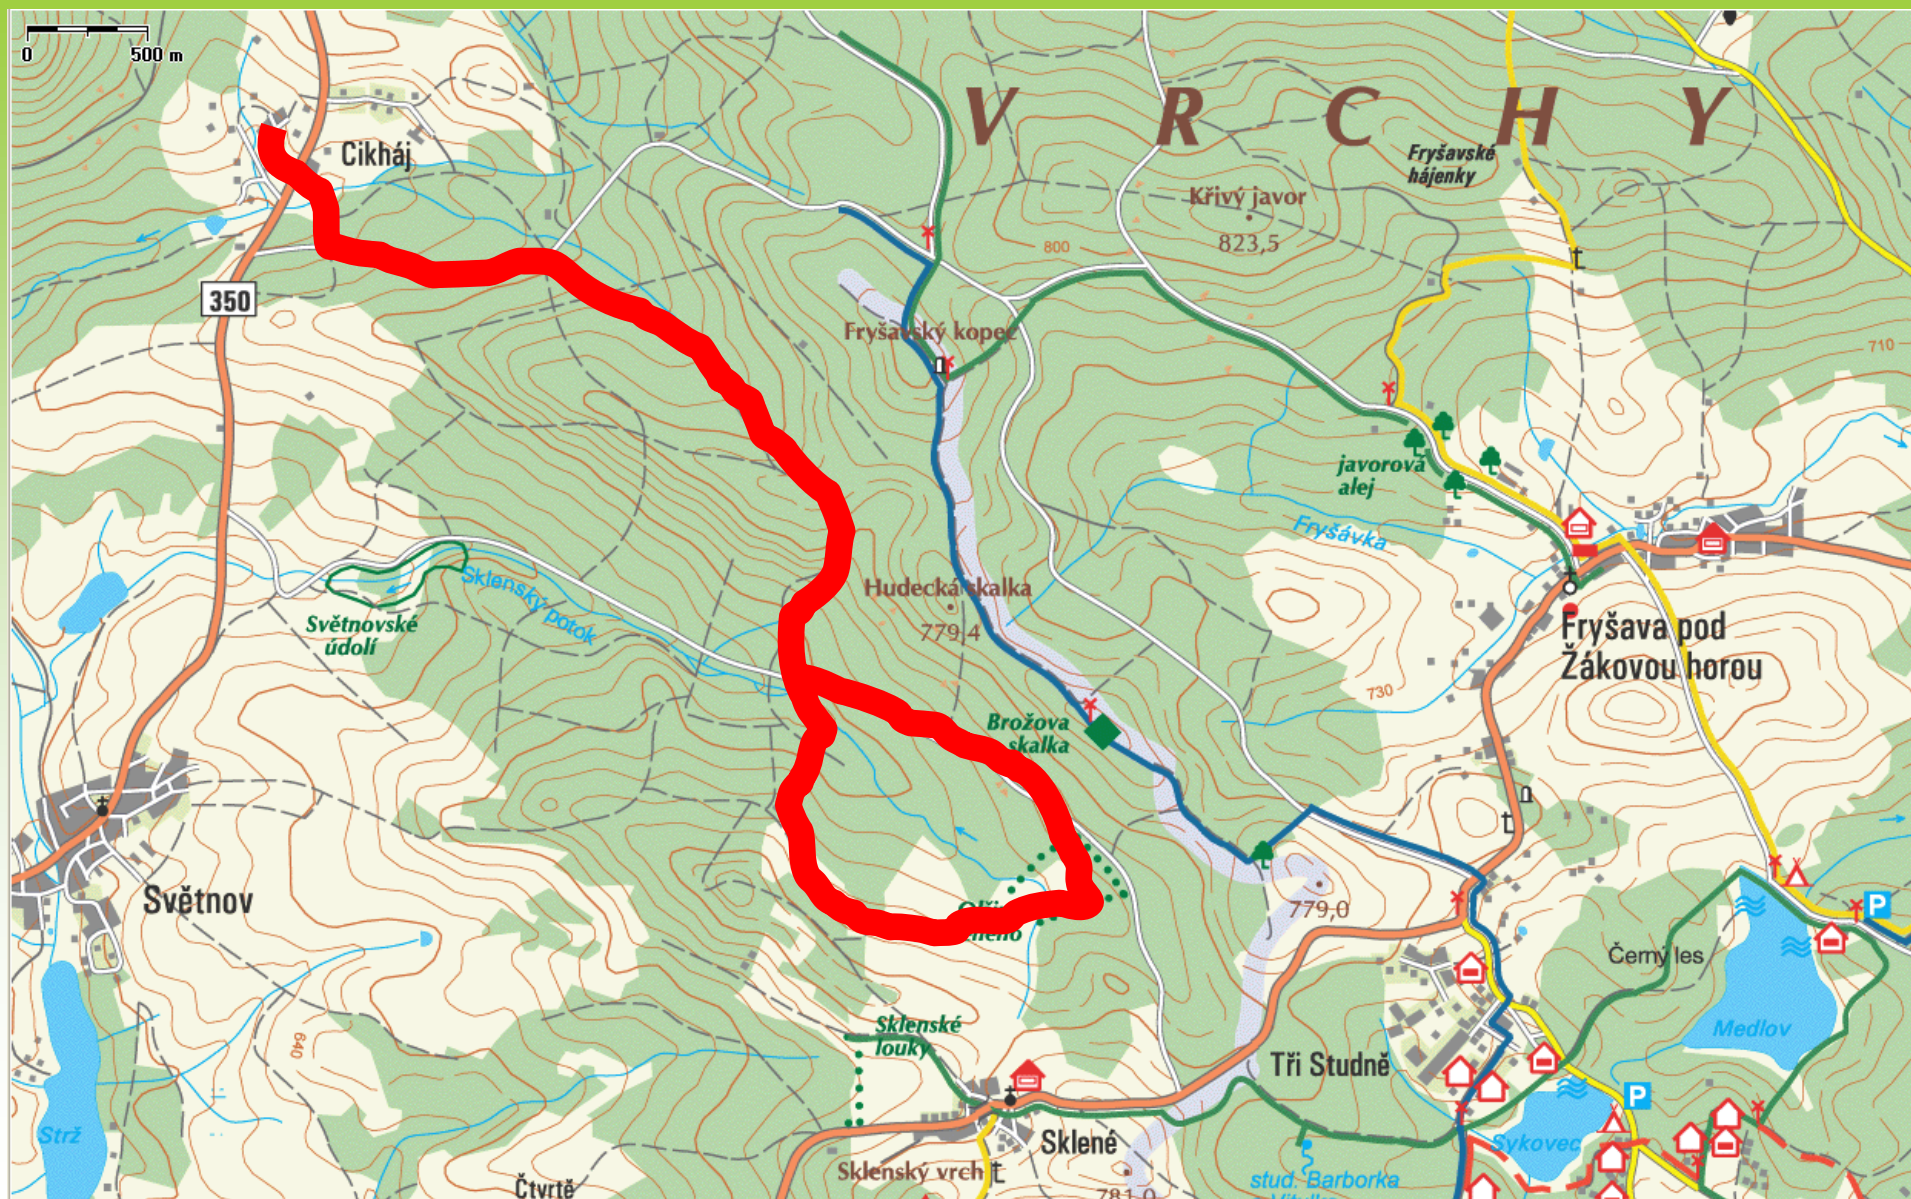 0 500 m
V R C H Y
Cikháj
Fryšavské
hájenky
Křivý javor
823,5
800
350
Fryšavský kopec
710
javorová
alej
Fryšávka
Sklenský potok
Světnovské
údolí
Hudecká skalka
779,4
Fryšava pod
Žákovou horou
730
Brožova
skalka
Světnov
779,0
P
Černý les
Medlov
640
Sklenské
louky
Tři Studně
P
Strž
Sklené
Sykovec
Sklenský vrch
stud. Barborka
Čtvrtě
781,0